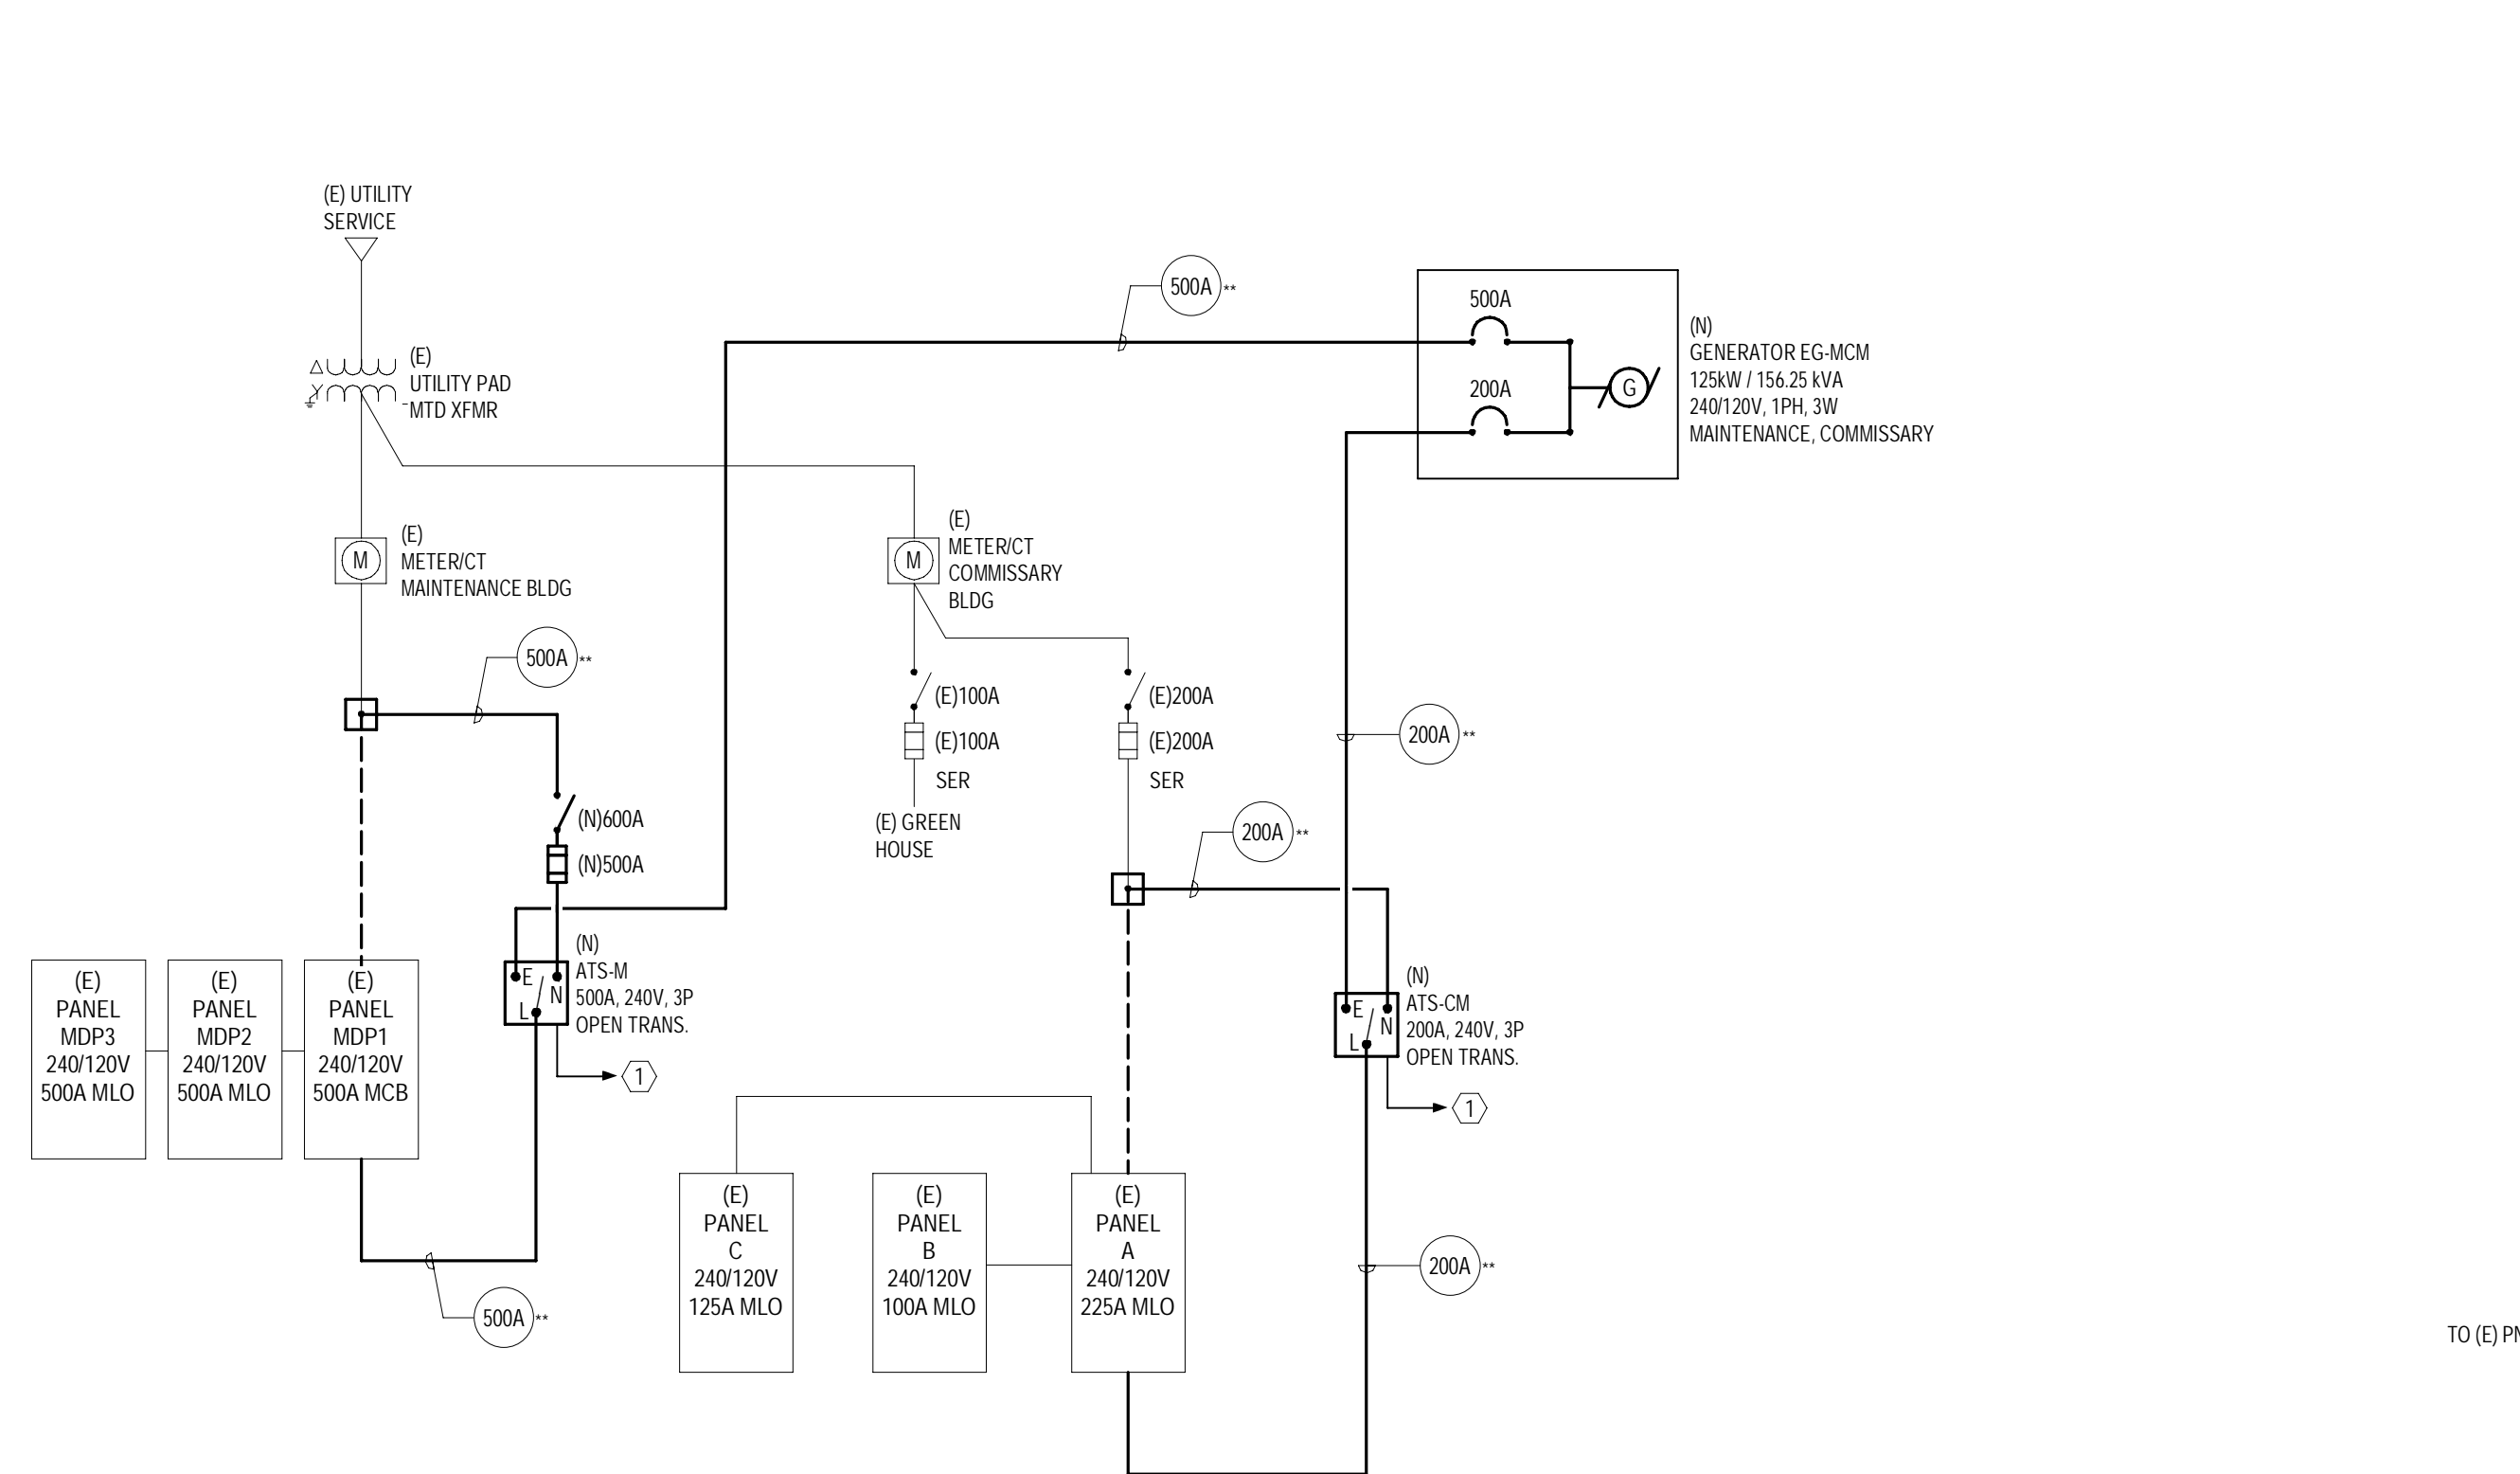 (E) UTILITY
SERVICE
(E)
UTILITY PAD
MTD XFMR
500A **
500A
200A
G
(N)
GENERATOR EG-MCM
125kW / 156.25 kVA
240/120V, 1PH, 3W
MAINTENANCE, COMMISSARY
M
(E)
METER/CT
MAINTENANCE BLDG
M
(E)
METER/CT
COMMISSARY
BLDG
500A **
(E)100A
(E)100A
SER
(E) GREEN
HOUSE
(E)200A
(E)200A
SER
200A **
200A **
(N)600A
(N)500A
E
N
L
(N)
ATS-M
500A, 240V, 3P
OPEN TRANS.
1
E
N
L
(N)
ATS-CM
200A, 240V, 3P
OPEN TRANS.
1
(E)
PANEL
MDP3
240/120V
500A MLO
(E)
PANEL
MDP2
240/120V
500A MLO
(E)
PANEL
MDP1
240/120V
500A MCB
500A **
(E)
PANEL
C
240/120V
125A MLO
(E)
PANEL
B
240/120V
100A MLO
(E)
PANEL
A
240/120V
225A MLO
200A **
TO (E)